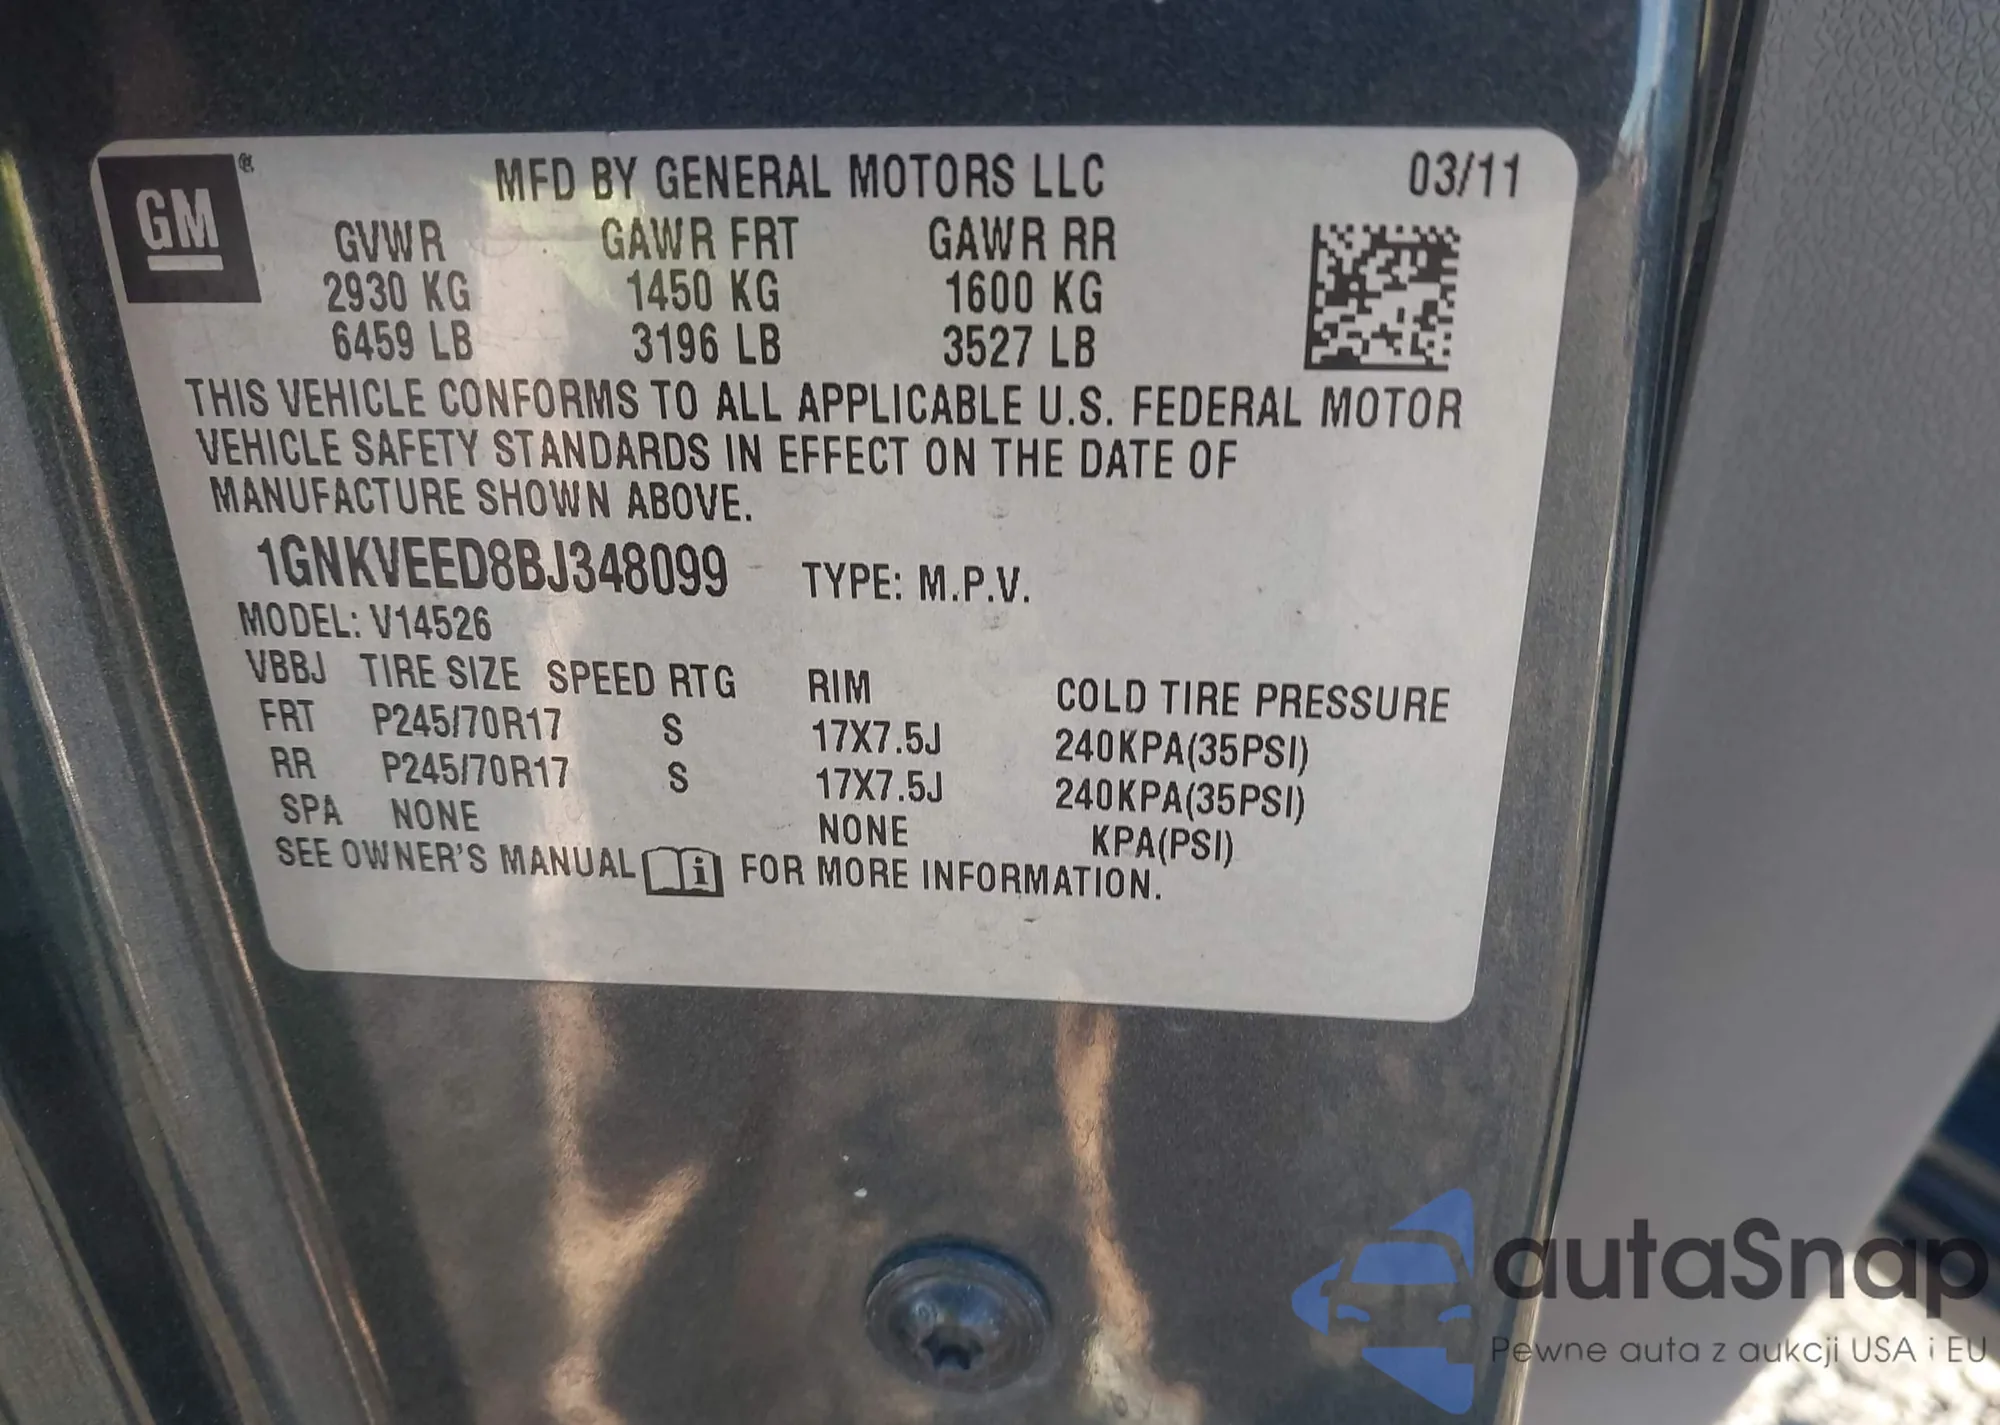 GM ® MFD BY GENERAL MOTORS LLC 03/11
GVWR GAWR FRT GAWR RR
2930 KG 1450 KG 1600 KG
6459 LB 3196 LB 3527 LB
THIS VEHICLE CONFORMS TO ALL APPLICABLE U.S. FEDERAL MOTOR
VEHICLE SAFETY STANDARDS IN EFFECT ON THE DATE OF
MANUFACTURE SHOWN ABOVE.
1GNKVEED8BJ348099 TYPE: M.P.V.
MODEL: V14526
VBBJ TIRE SIZE SPEED RTG RIM COLD TIRE PRESSURE
FRT P245/70R17 S 17X7.5J 240KPA(35PSI)
RR P245/70R17 S 17X7.5J 240KPA(35PSI)
SPA NONE NONE KPA(PSI)
SEE OWNER'S MANUAL i FOR MORE INFORMATION.
autaSnap
Pewne auta z aukcji USA i EU